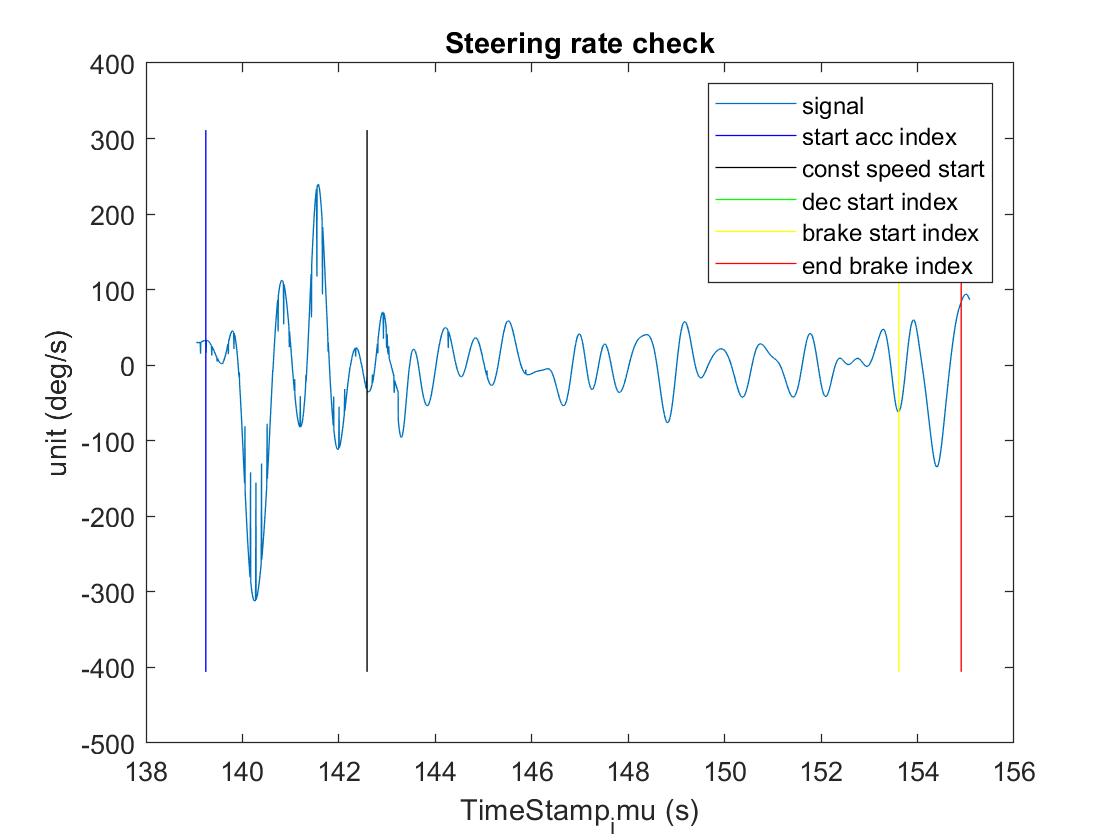 Steering rate check
400
300
200
100
0
-100
-200
-300
-400
-500
unit (deg/s)
signal
start acc index
const speed start
dec start index
brake start index
end brake index
138 140 142 144 146 148 150 152 154 156
TimeStampᵢmu (s)